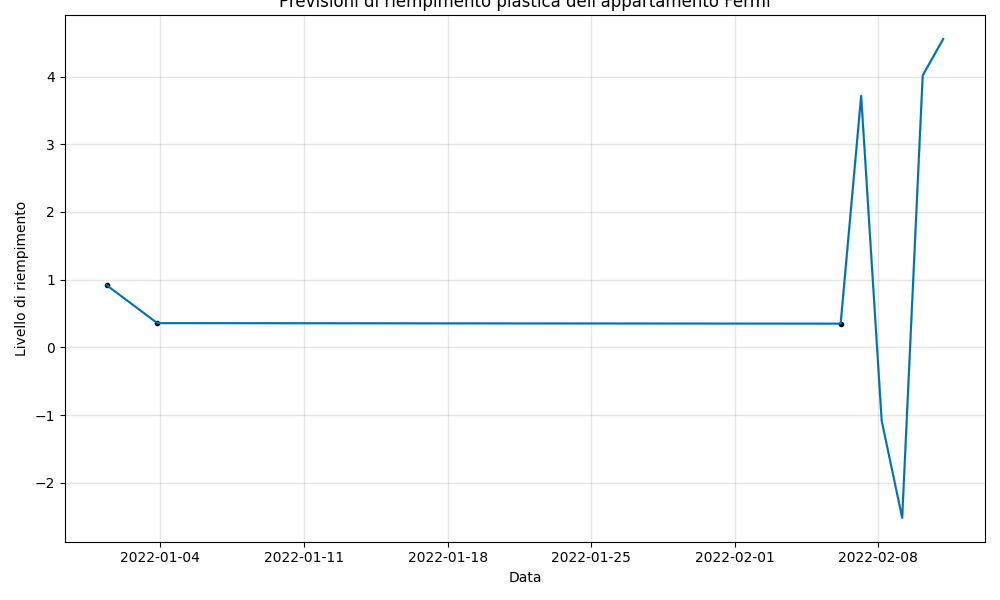 Previsioni di riempimento plastica dell'appartamento Fermi
Livello di riempimento
4
3
2
1
0
−1
−2
2022-01-04 2022-01-11 2022-01-18 2022-01-25 2022-02-01 2022-02-08
Data